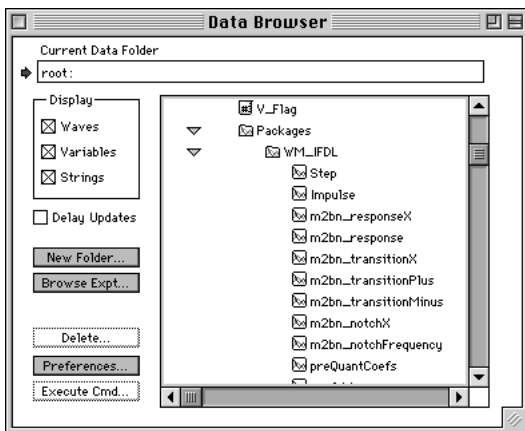 Data Browser
Current Data Folder
root:
Display
Waves
Variables
Strings
Delay Updates
New Folder...
Browse Expt...
Delete...
Preferences...
Execute Cmd...
V_Flag
Packages
WM_IFDL
Step
Impulse
m2bn_responseX
m2bn_response
m2bn_transitionX
m2bn_transitionPlus
m2bn_transitionMinus
m2bn_notchX
m2bn_notchFrequency
preQuantCoefs